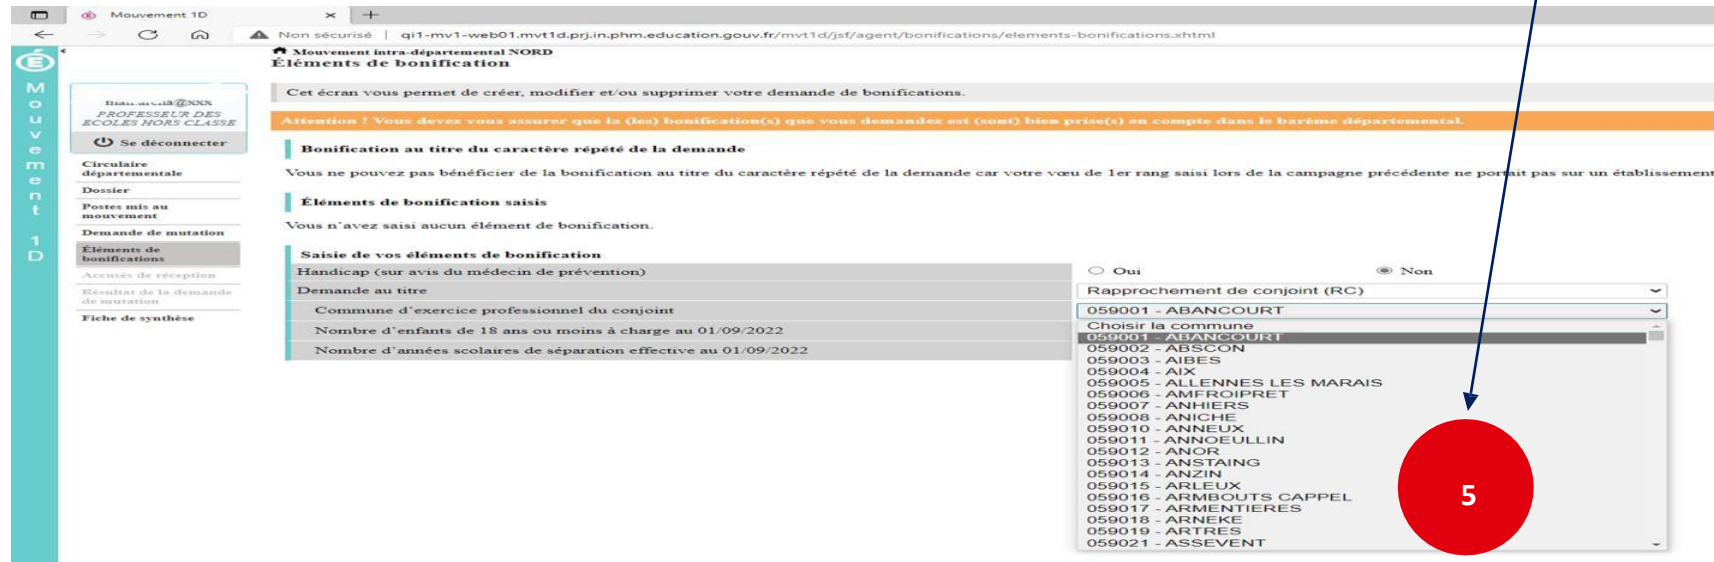 Mouvement 1D
Non sécurisé | qi1-mv1-web01.mvt1d.prj.in.phm.education.gouv.fr/mvt1d/jsf/agent/bonifications/elements-bonifications.xhtml
Mouvement 1D
Mouvement intra-départemental NORD
Éléments de bonification
Cet écran vous permet de créer, modifier et/ou supprimer votre demande de bonifications.
Attention ! Vous devez vous assurer que la (les) bonification(s) que vous demandez est (sont) bien prise(s) en compte dans le barème départemental.
@xxx
PROFESSEUR DES
ECOLES HORS CLASSE
Se déconnecter
Circulaire
départementale
Dossier
Postes mis au
mouvement
Demande de mutation
Éléments de
bonifications
Accusés de réception
Résultat de la demande
de mutation
Fiche de synthèse
Bonification au titre du caractère répété de la demande
Vous ne pouvez pas bénéficier de la bonification au titre du caractère répété de la demande car votre vœu de 1er rang saisi lors de la campagne précédente ne portait pas sur un établissement
Éléments de bonification saisis
Vous n'avez saisi aucun élément de bonification.
Saisie de vos éléments de bonification
Handicap (sur avis du médecin de prévention)
Oui
Non
Demande au titre
Rapprochement de conjoint (RC)
Commune d'exercice professionnel du conjoint
059001 - ABANCOURT
Nombre d'enfants de 18 ans ou moins à charge au 01/09/2022
Nombre d'années scolaires de séparation effective au 01/09/2022
Choisir la commune
059001 - ABANCOURT
059002 - ABSCON
059003 - AIBES
059004 - AIX
059005 - ALLENNES LES MARAIS
059006 - AMFROIPRET
059007 - ANHIERS
059008 - ANICHE
059010 - ANNEUX
059011 - ANNOEULLIN
059012 - ANOR
059013 - ANSTAING
059014 - ANZIN
059015 - ARLEUX
059016 - ARMBOUTS CAPPEL
059017 - ARMENTIERES
059018 - ARNEKE
059019 - ARTRES
059021 - ASSEVENT
5